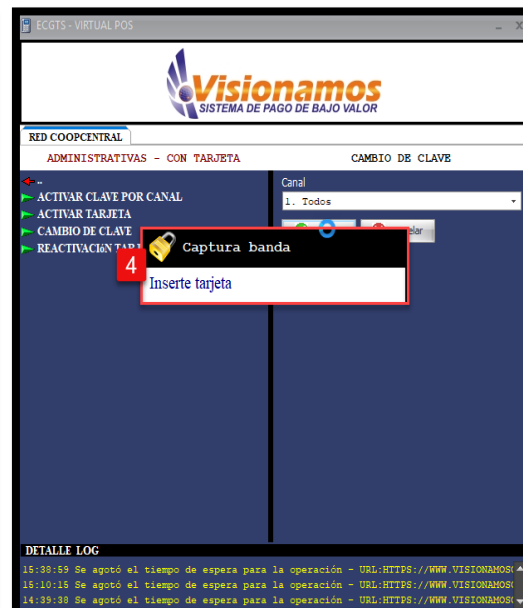 ECGTS - VIRTUAL POS
Visionamos
SISTEMA DE PAGO DE BAJO VALOR
RED COOPCENTRAL
ADMINISTRATIVAS - CON TARJETA
CAMBIO DE CLAVE
..
ACTIVAR CLAVE POR CANAL
ACTIVAR TARJETA
CAMBIO DE CLAVE
REACTIVACIóN
Canal
1. Todos
4
Captura banda
Inserte tarjeta
DETALLE LOG
15:38:59 Se agotó el tiempo de espera para la operación - URL:HTTPS://WWW.VISIONAMOS(
15:10:15 Se agotó el tiempo de espera para la operación - URL:HTTPS://WWW.VISIONAMOS(
14:39:38 Se agotó el tiempo de espera para la operación - URL:HTTPS://WWW.VISIONAMOS(